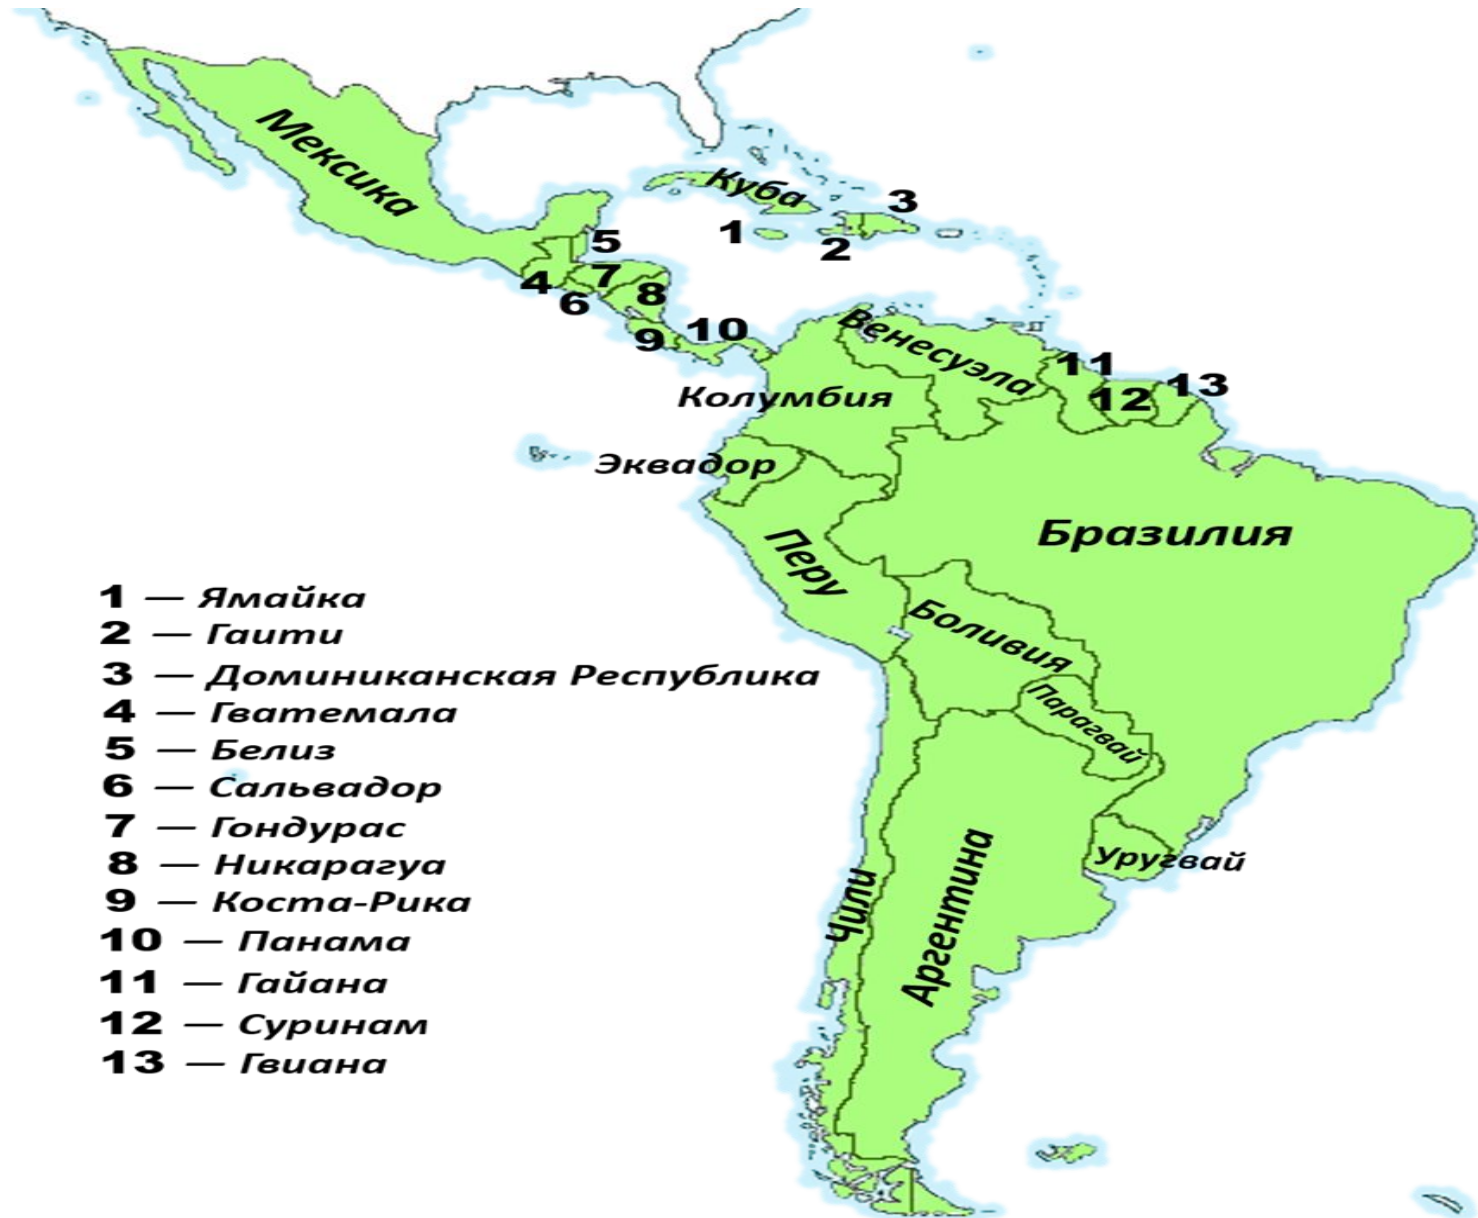 Мексика
Куба
3
1
2
5
4
7
6
8
9
10
Венесуэла
11
13
12
Колумбия
Эквадор
Бразилия
Перу
Боливия
Парагвай
Уругвай
Чили
Аргентина
1 — Ямайка
2 — Гаити
3 — Доминиканская Республика
4 — Гватемала
5 — Белиз
6 — Сальвадор
7 — Гондурас
8 — Никарагуа
9 — Коста-Рика
10 — Панама
11 — Гайана
12 — Суринам
13 — Гвиана